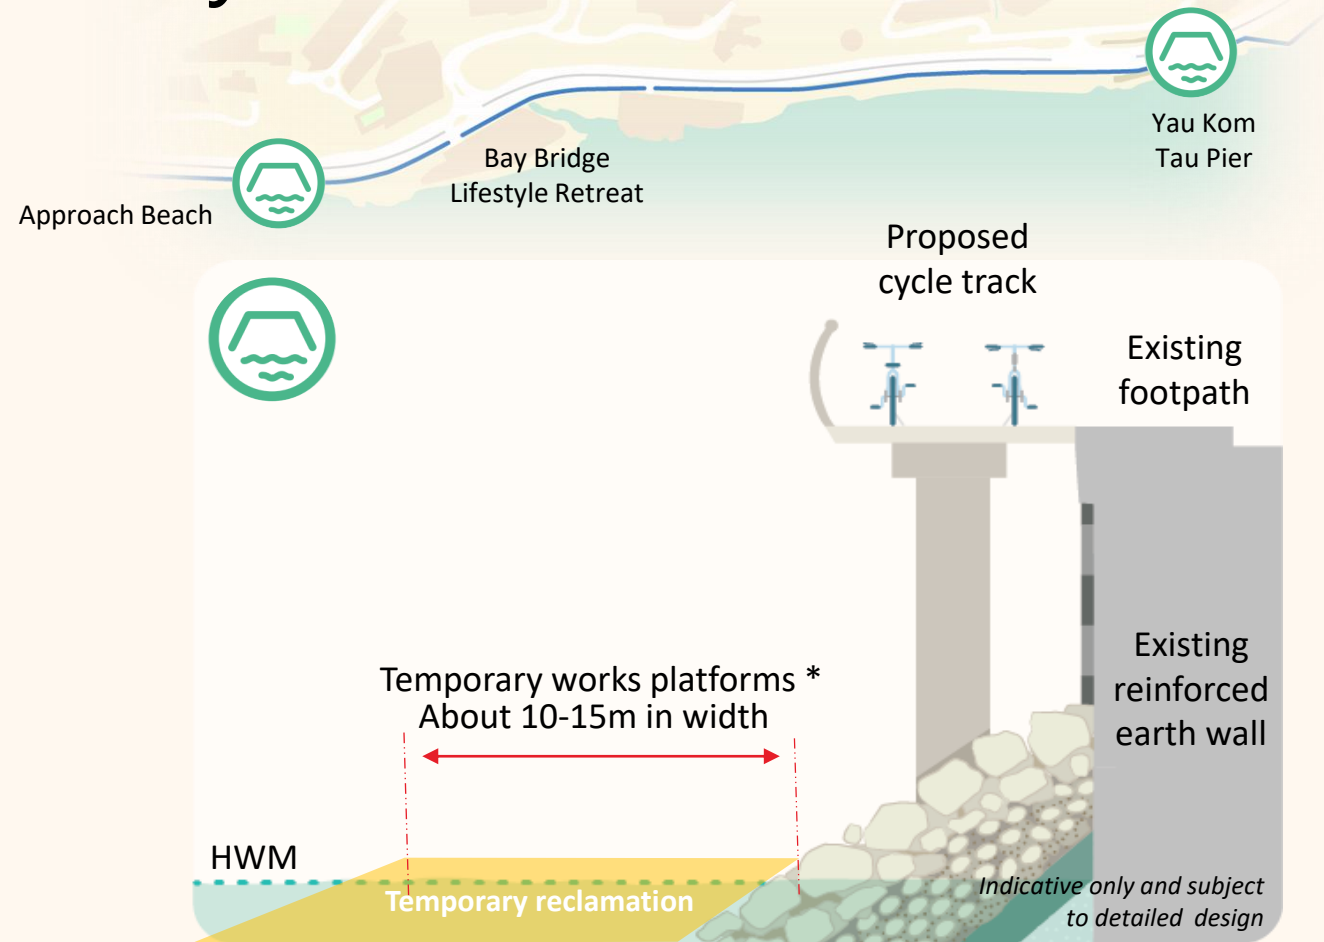 Yau Kom
Tau Pier
Bay Bridge
Lifestyle Retreat
Approach Beach
Proposed
cycle track
Existing
footpath
Existing
reinforced
earth wall
Temporary works platforms *
About 10-15m in width
HWM
Temporary reclamation
Indicative only and subject
to detailed design